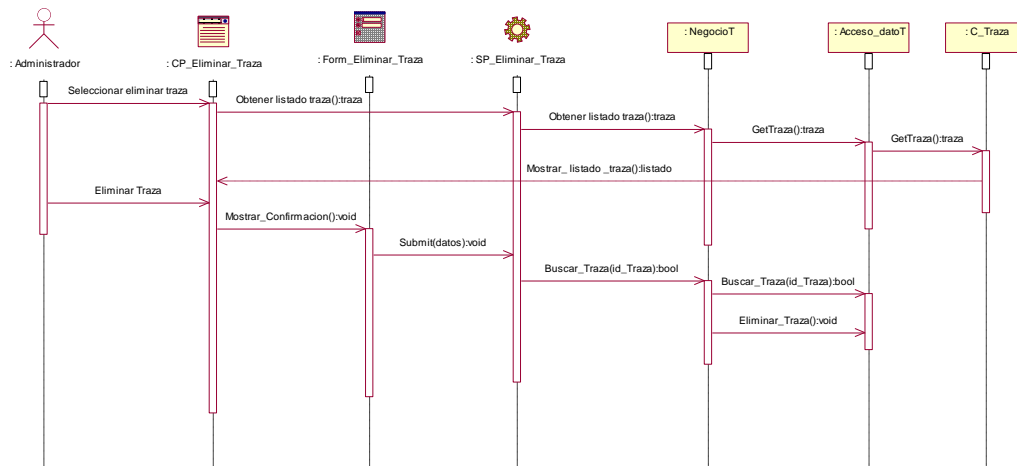 : Administrador
: CP_Eliminar_Traza
: Form_Eliminar_Traza
: SP_Eliminar_Traza
: NegocioT
: Acceso_datoT
: C_Traza
Seleccionar eliminar traza
Obtener listado traza():traza
Obtener listado traza():traza
GetTraza():traza
GetTraza():traza
Mostrar_ listado _traza():listado
Eliminar Traza
Mostrar_Confirmacion():void
Submit(datos):void
Buscar_Traza(id_Traza):bool
Buscar_Traza(id_Traza):bool
Eliminar_Traza():void